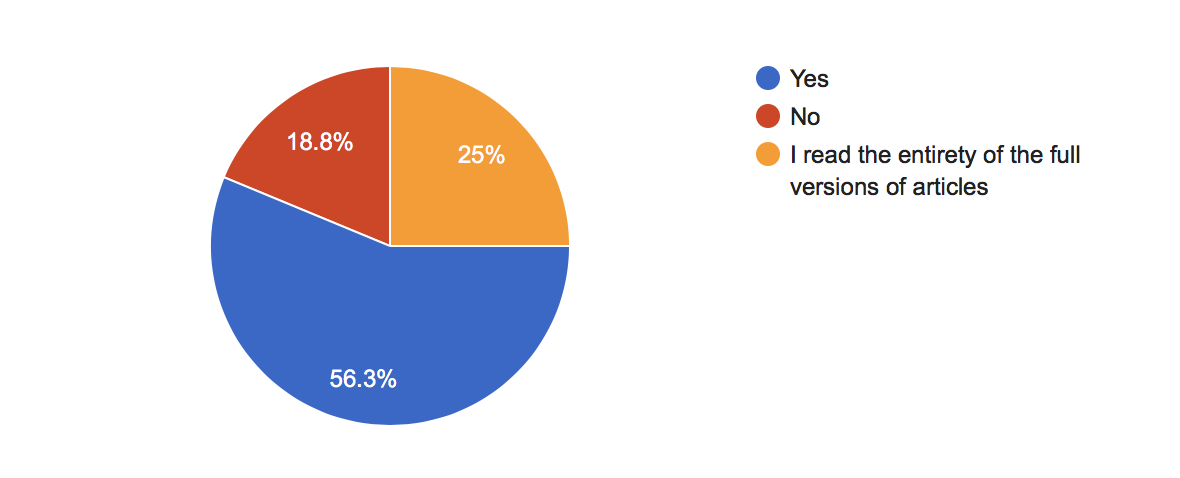 18.8%
25%
56.3%
Yes
No
I read the entirety of the full
versions of articles